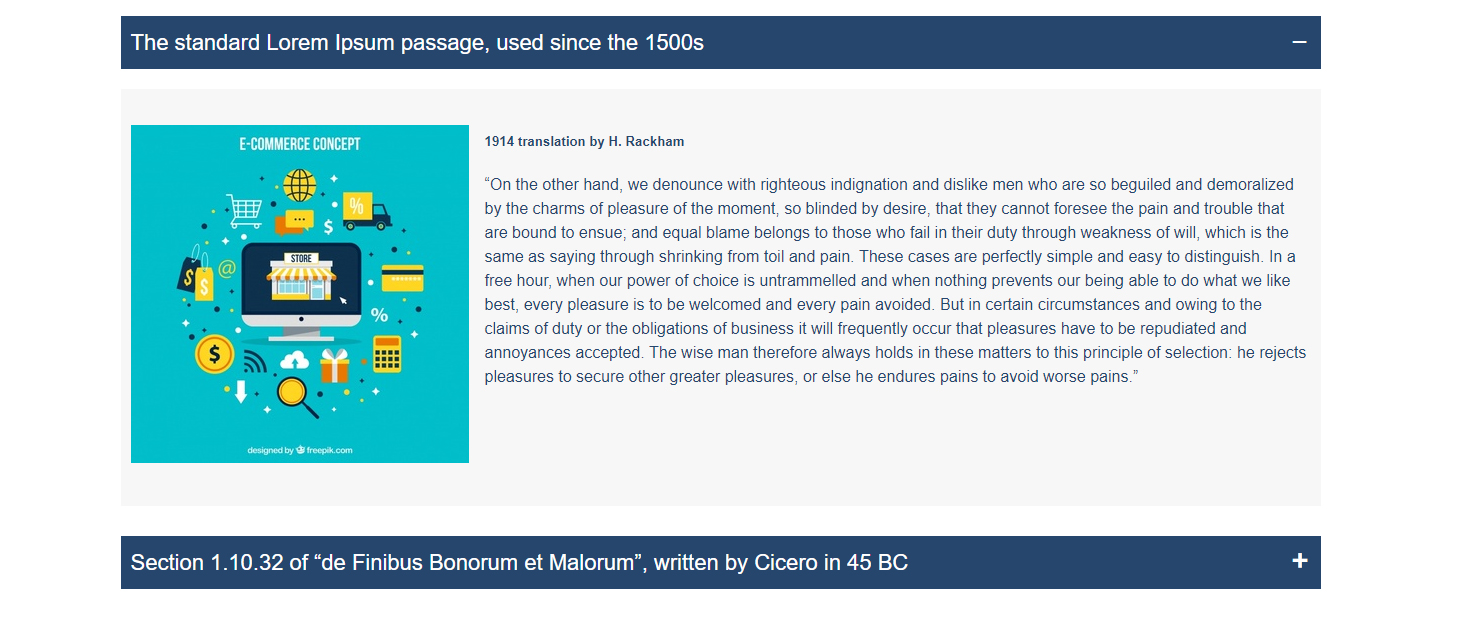 The standard Lorem Ipsum passage, used since the 1500s
−
E-COMMERCE CONCEPT
%
...
$
STORE
@
$
$
%
$
designed by freepik.com
1914 translation by H. Rackham
“On the other hand, we denounce with righteous indignation and dislike men who are so beguiled and demoralized
by the charms of pleasure of the moment, so blinded by desire, that they cannot foresee the pain and trouble that
are bound to ensue; and equal blame belongs to those who fail in their duty through weakness of will, which is the
same as saying through shrinking from toil and pain. These cases are perfectly simple and easy to distinguish. In a
free hour, when our power of choice is untrammelled and when nothing prevents our being able to do what we like
best, every pleasure is to be welcomed and every pain avoided. But in certain circumstances and owing to the
claims of duty or the obligations of business it will frequently occur that pleasures have to be repudiated and
annoyances accepted. The wise man therefore always holds in these matters to this principle of selection: he rejects
pleasures to secure other greater pleasures, or else he endures pains to avoid worse pains.”
Section 1.10.32 of “de Finibus Bonorum et Malorum”, written by Cicero in 45 BC
+